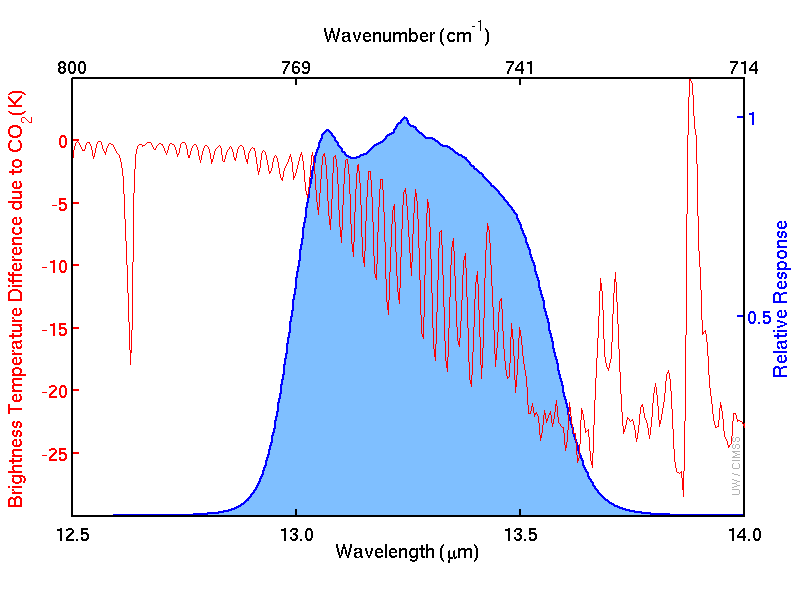 Wavenumber (cm-1)
800 769 741 714
Brightness Temperature Difference due to CO2(K)
0
-5
-10
-15
-20
-25
1
0.5
Relative Response
UW / CIMSS
12.5 13.0 13.5 14.0
Wavelength (μm)